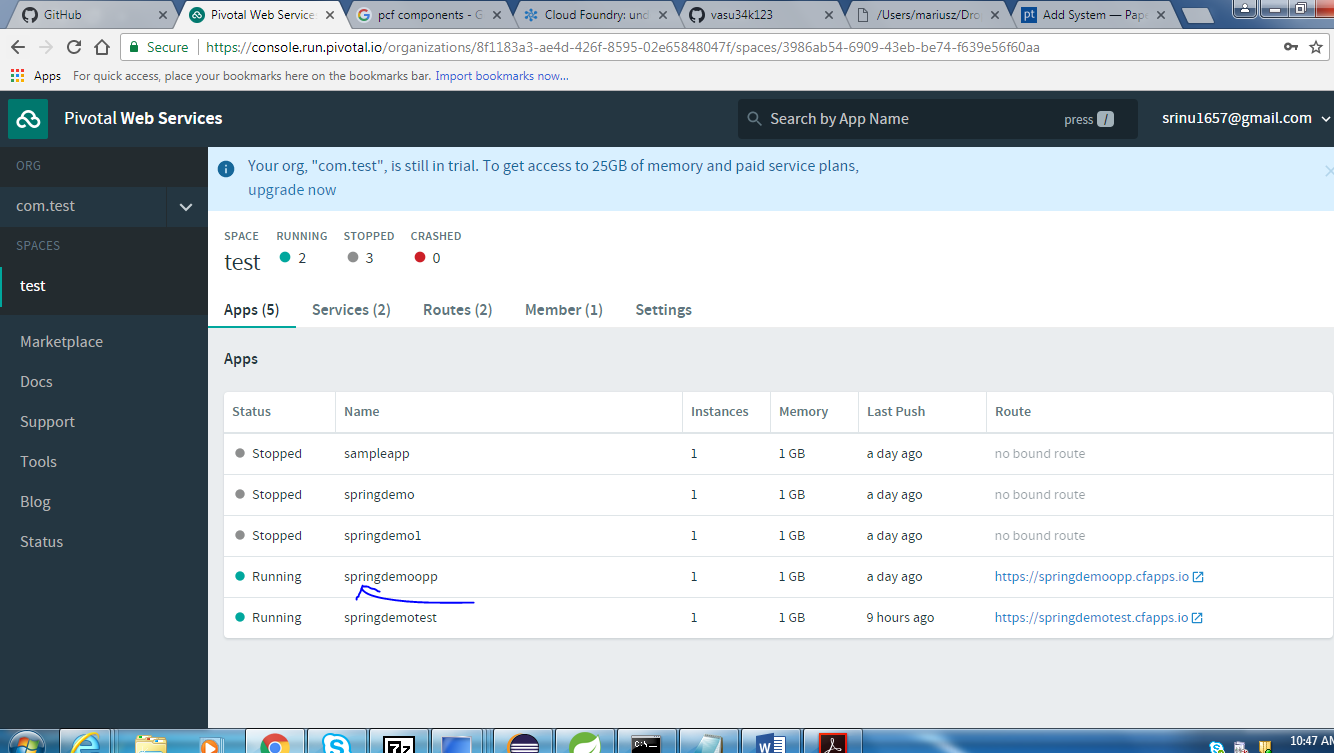 GitHub
Pivotal Web Service
pcf components - G
Cloud Foundry: und
vasu34k123
/Users/mariusz/Dro
Add System — Pape
Secure https://console.run.pivotal.io/organizations/8f1183a3-ae4d-426f-8595-02e65848047f/spaces/3986ab54-6909-43eb-be74-f639e56f60aa
Apps For quick access, place your bookmarks here on the bookmarks bar. Import bookmarks now...
Pivotal Web Services
Search by App Name press /
srinu1657@gmail.com
ORG
com.test
SPACES
test
Marketplace
Docs
Support
Tools
Blog
Status
Your org, "com.test", is still in trial. To get access to 25GB of memory and paid service plans,
upgrade now
SPACE RUNNING STOPPED CRASHED
test 2 3 0
Apps (5) Services (2) Routes (2) Member (1) Settings
Apps
Status Name Instances Memory Last Push Route
Stopped sampleapp 1 1 GB a day ago no bound route
Stopped springdemo 1 1 GB a day ago no bound route
Stopped springdemo1 1 1 GB a day ago no bound route
Running springdemoopp 1 1 GB a day ago https://springdemoopp.cfapps.io
Running springdemotest 1 1 GB 9 hours ago https://springdemotest.cfapps.io
10:47 AM